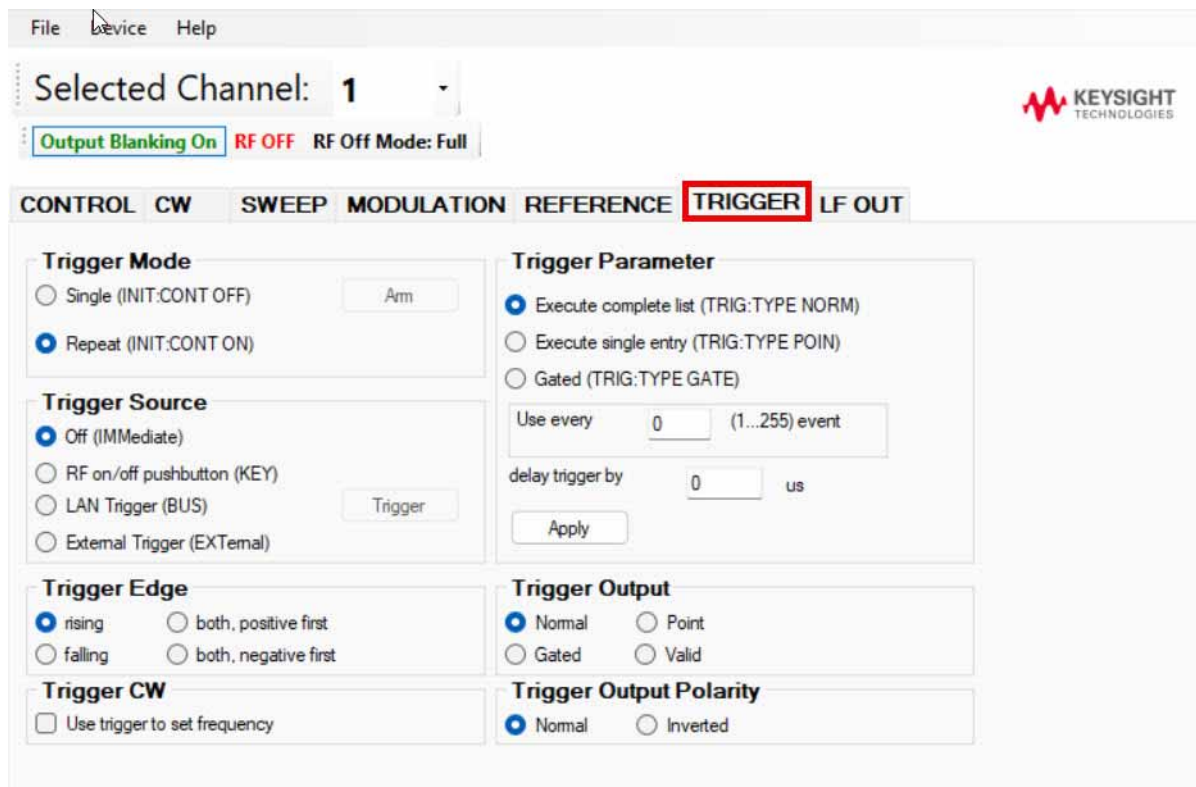 File Device Help
Selected Channel: 1
KEYSIGHT
TECHNOLOGIES
Output Blanking On RF OFF RF Off Mode: Full
CONTROL CW SWEEP MODULATION REFERENCE TRIGGER LF OUT
Trigger Mode
Single (INIT:CONT OFF) Arm
Repeat (INIT:CONT ON)
Trigger Source
Off (IMMediate)
RF on/off pushbutton (KEY)
LAN Trigger (BUS) Trigger
External Trigger (EXTernal)
Trigger Edge
rising both, positive first
falling both, negative first
Trigger CW
Use trigger to set frequency
Trigger Parameter
Execute complete list (TRIG:TYPE NORM)
Execute single entry (TRIG:TYPE POIN)
Gated (TRIG:TYPE GATE)
Use every 0 (1...255) event
delay trigger by 0 us
Apply
Trigger Output
Normal Point
Gated Valid
Trigger Output Polarity
Normal Inverted